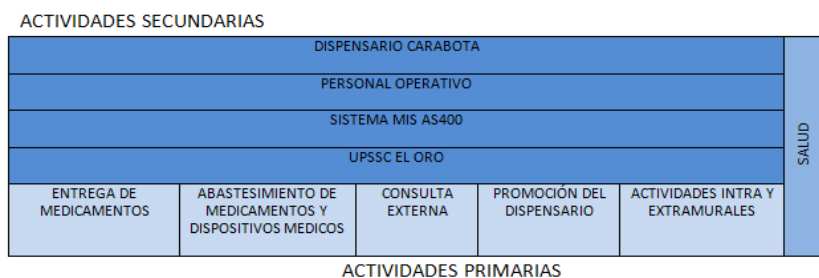 ACTIVIDADES SECUNDARIAS
DISPENSARIO CARABOTA
PERSONAL OPERATIVO
SISTEMA MIS AS400
UPSSC EL ORO
SALUD
ENTREGA DE
MEDICAMENTOS
ABASTESIMIENTO DE
MEDICAMENTOS Y
DISPOSITIVOS MEDICOS
CONSULTA
EXTERNA
PROMOCIÓN DEL
DISPENSARIO
ACTIVIDADES INTRA Y
EXTRAMURALES
ACTIVIDADES PRIMARIAS